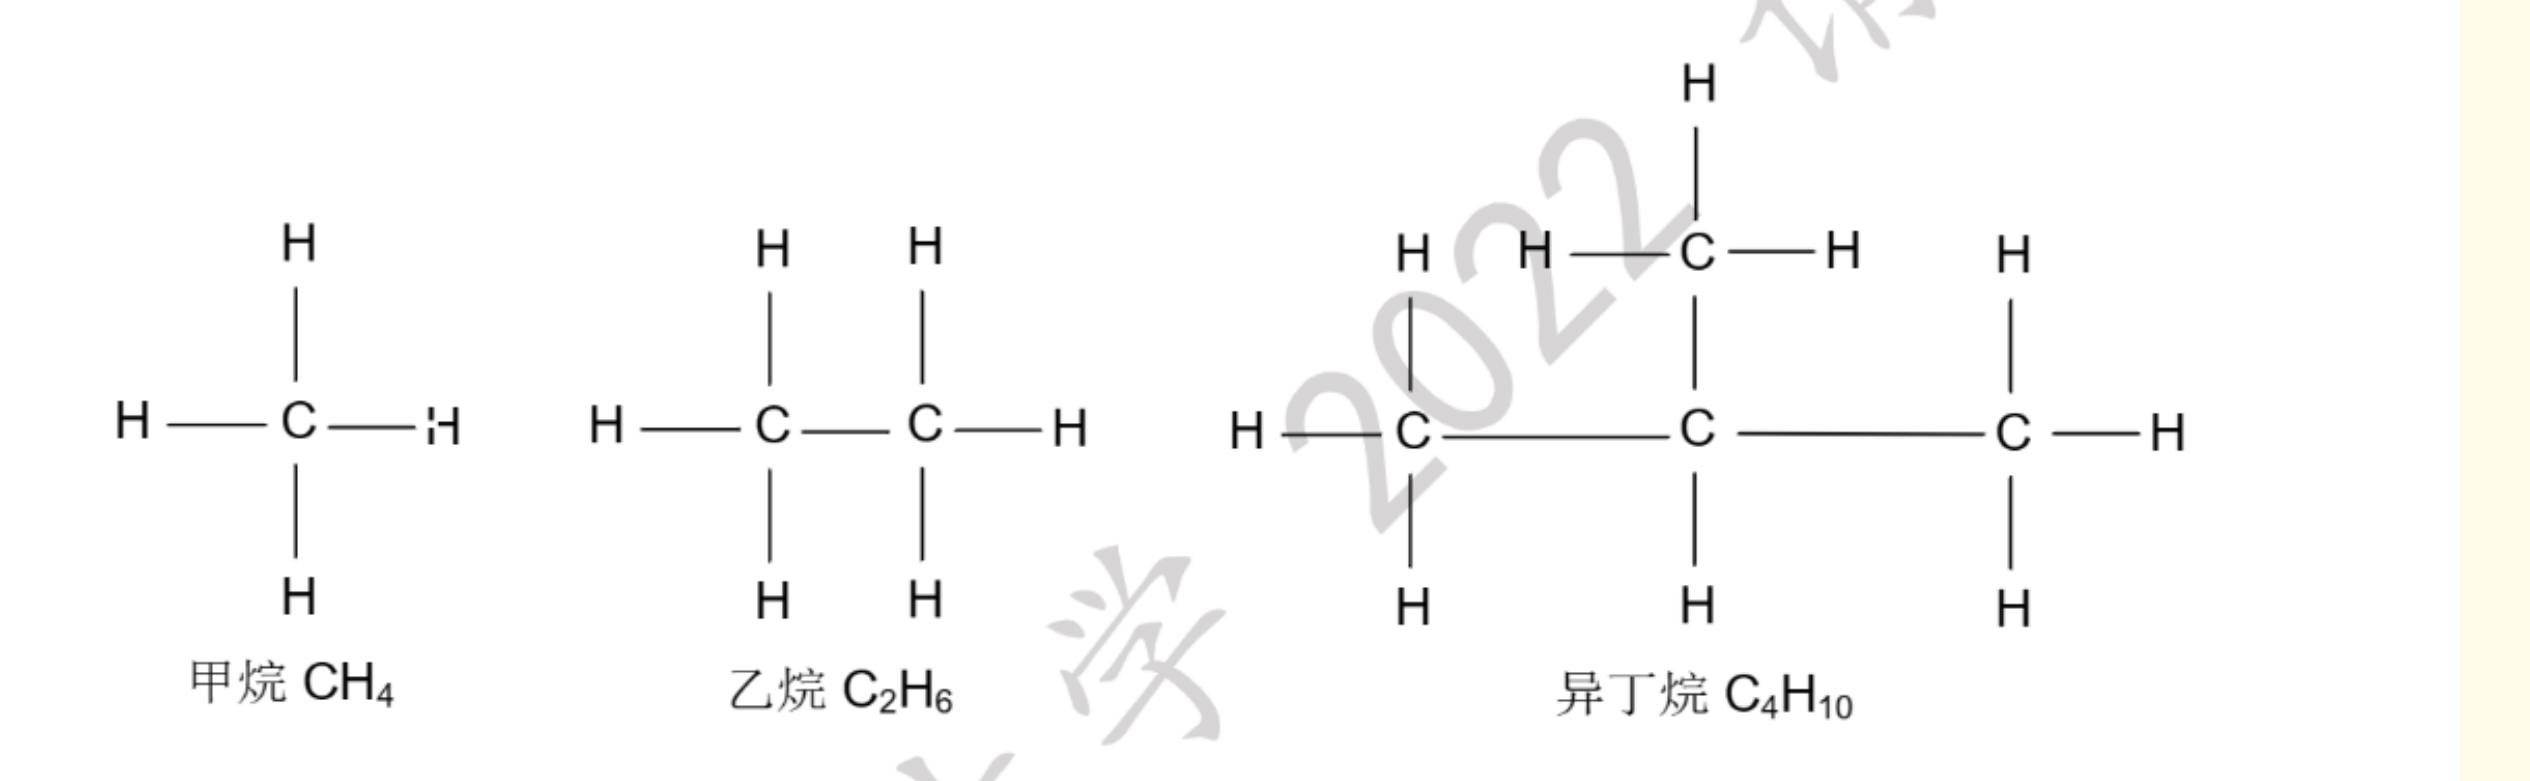 H
H H C H H
H H H
H C H H C C H H C C C H
H H H H H H
甲烷 CH₄ 乙烷 C₂H₆ 异丁烷 C₄H₁₀
学 2022